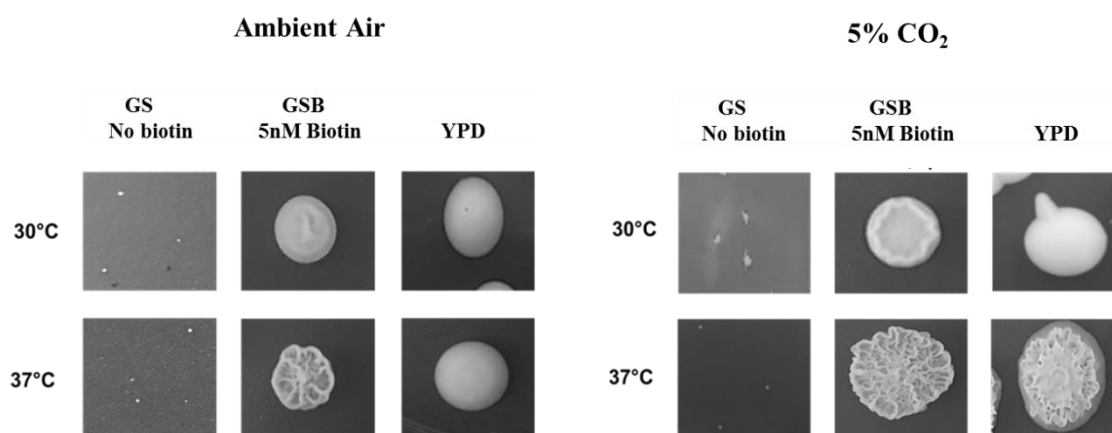 Ambient Air
5% CO₂
GS
No biotin
GSB
5nM Biotin
YPD
GS
No biotin
GSB
5nM Biotin
YPD
30°C
30°C
37°C
37°C